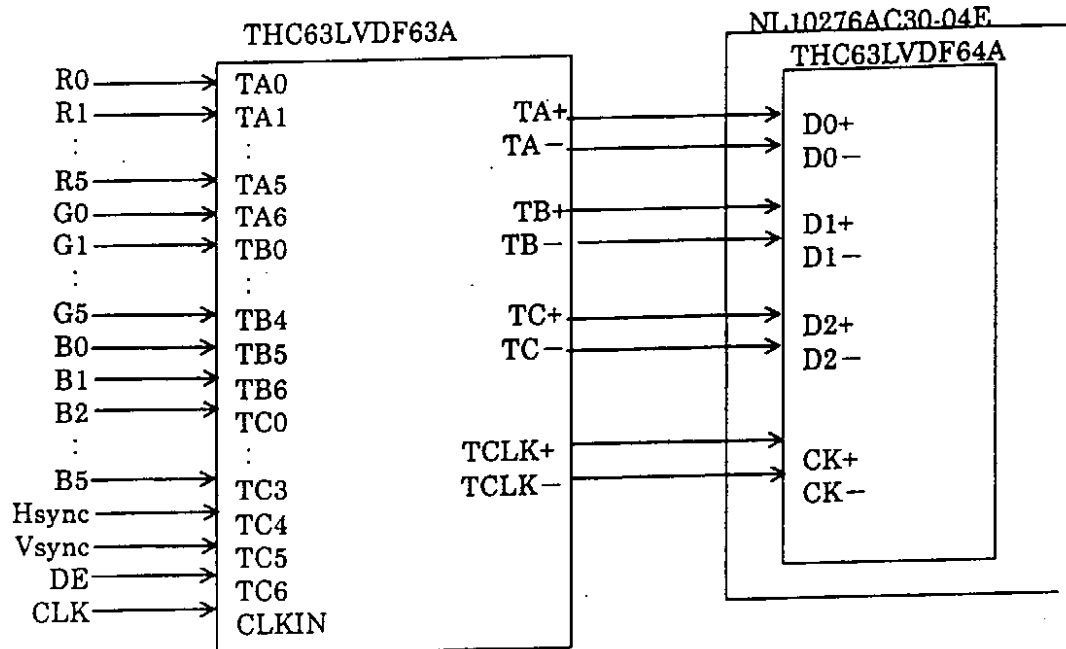 THC63LVDF63A
NL10276AC30-04E
THC63LVDF64A
R0 TA0
R1 TA1
:
:
R5 TA5
G0 TA6
G1 TB0
:
:
G5 TB4
B0 TB5
B1 TB6
B2 TC0
:
:
B5 TC3
Hsync TC4
Vsync TC5
DE TC6
CLK CLKIN
TA+ D0+
TA− D0−
TB+ D1+
TB− D1−
TC+ D2+
TC− D2−
TCLK+ CK+
TCLK− CK−